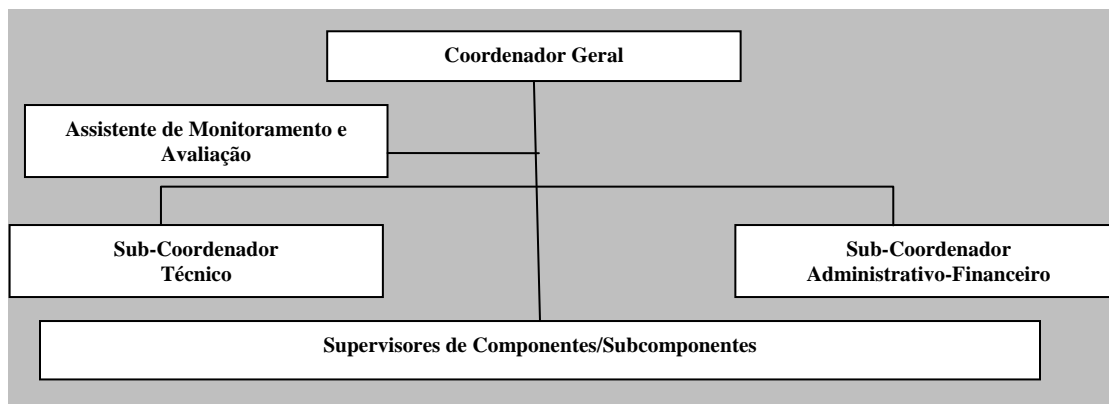 Coordenador Geral
Assistente de Monitoramento e
Avaliação
Sub-Coordenador
Técnico
Sub-Coordenador
Administrativo-Financeiro
Supervisores de Componentes/Subcomponentes